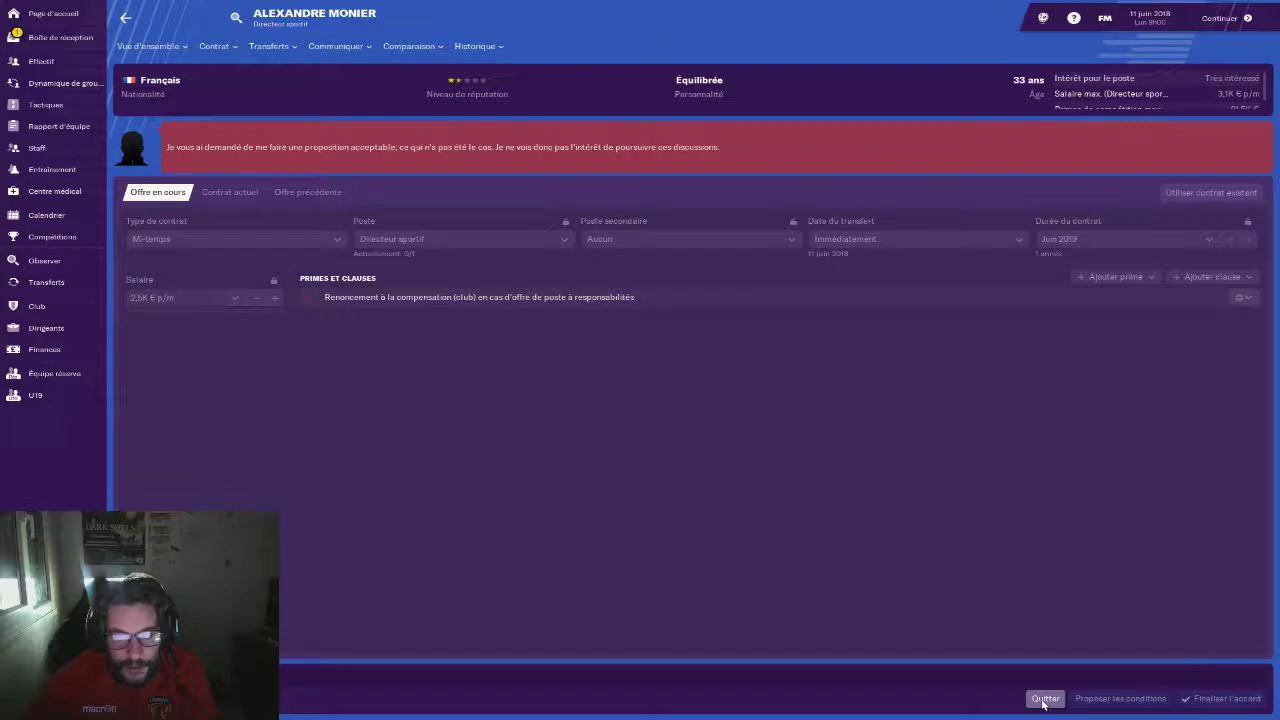 Page d'accueil
1
Boîte de réception
Effectif
Dynamique de grou...
Tactiques
Rapport d'équipe
Staff
Entraînement
Centre médical
Calendrier
Compétitions
Observer
Transferts
Club
Dirigeants
Finances
Équipe réserve
U19
ALEXANDRE MONIER
Directeur sportif
? FM 11 juin 2018
Lun 9h00
Continuer
Vue d'ensemble Contrat Transferts Communiquer Comparaison Historique
Français
Nationalité
Niveau de réputation
Équilibrée
Personnalité
33 ans
Âge
Intérêt pour le poste Très intéressé
Salaire max. (Directeur spor... 3,1K € p/m
Je vous ai demandé de me faire une proposition acceptable, ce qui n'a pas été le cas. Je ne vois donc pas l'intérêt de poursuivre ces discussions.
Offre en cours Contrat actuel Offre précédente Utiliser contrat existant
Type de contrat Poste Poste secondaire Date du transfert Durée du contrat
Mi-temps Directeur sportif Aucun Immédiatement Juin 2019
Actuellement: 0/1 11 juin 2018 1 année
Salaire PRIMES ET CLAUSES + Ajouter prime + Ajouter clause
2,5K € p/m − + Renoncement à la compensation (club) en cas d'offre de poste à responsabilités
DARK SOULS II
macron
Quitter Proposer les conditions Finaliser l'accord